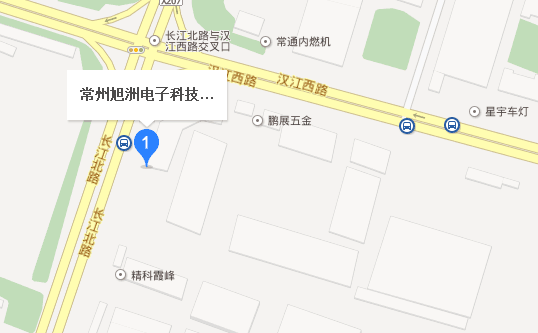 X207
长江北路与汉
江西路交叉口
常通内燃机
汉江西路
汉江西路
常州旭洲电子科技...
星宇车灯
鹏展五金
1
长江北路
长江北路
精科霞峰